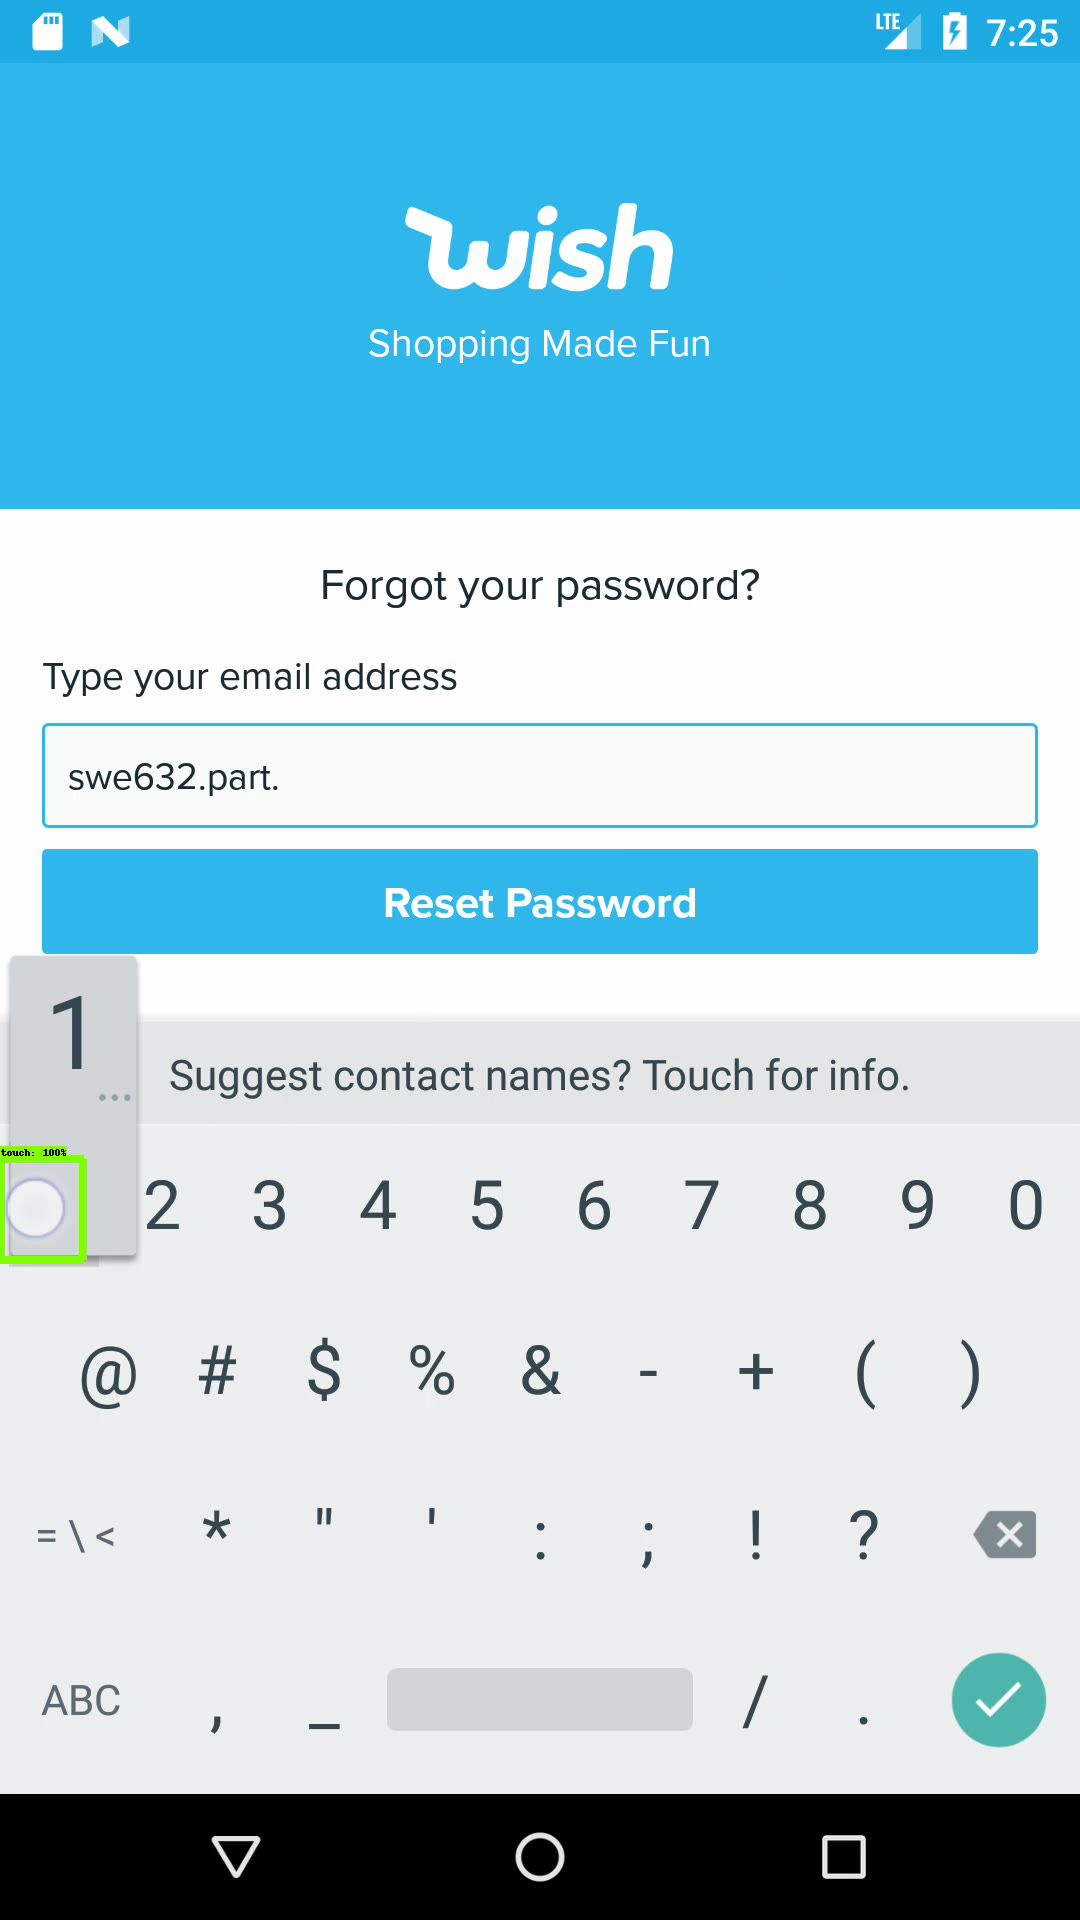 LTE 7:25
wish
Shopping Made Fun
Forgot your password?
Type your email address
swe632.part.
Reset Password
1
...
Suggest contact names? Touch for info.
touch: 100%
2 3 4 5 6 7 8 9 0
@ # $ % & - + ( )
= \ < * " ' : ; ! ?
ABC , _ / .